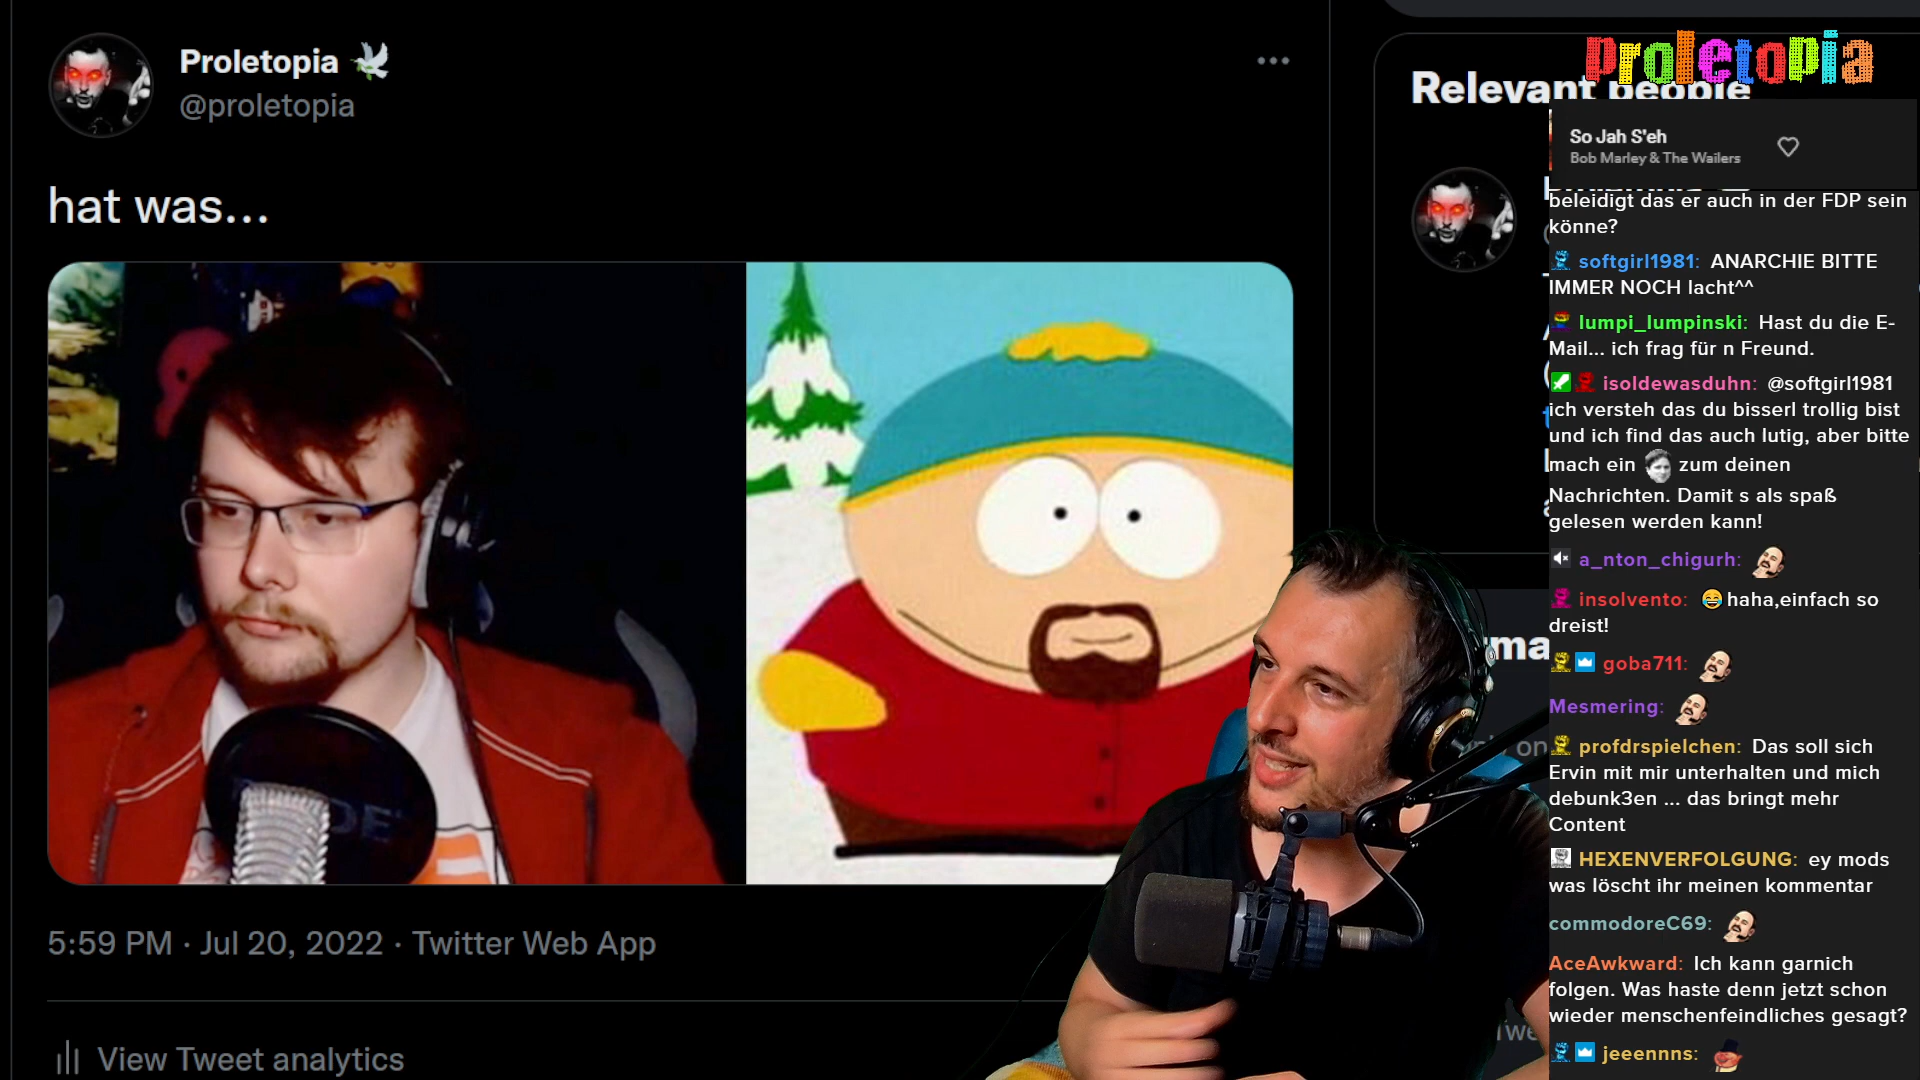 Proletopia
@proletopia
hat was...
5:59 PM · Jul 20, 2022 · Twitter Web App
View Tweet analytics
Relevant people
Proletopia
So Jah S'eh
Bob Marley & The Wailers
beleidigt das er auch in der FDP sein
könne?
softgirl1981: ANARCHIE BITTE
IMMER NOCH lacht^^
lumpi_lumpinski: Hast du die E-
Mail... ich frag für n Freund.
isoldewasduhn: @softgirl1981
ich versteh das du bisserl trollig bist
und ich find das auch lutig, aber bitte
mach ein zum deinen
Nachrichten. Damit s als spaß
gelesen werden kann!
a_nton_chigurh:
insolvento: 😂haha,einfach so
dreist!
goba711:
Mesmering:
profdrspielchen: Das soll sich
Ervin mit mir unterhalten und mich
debunk3en ... das bringt mehr
Content
HEXENVERFOLGUNG: ey mods
was löscht ihr meinen kommentar
commodoreC69:
AceAwkward: Ich kann garnich
folgen. Was haste denn jetzt schon
wieder menschenfeindliches gesagt?
jeeennns: